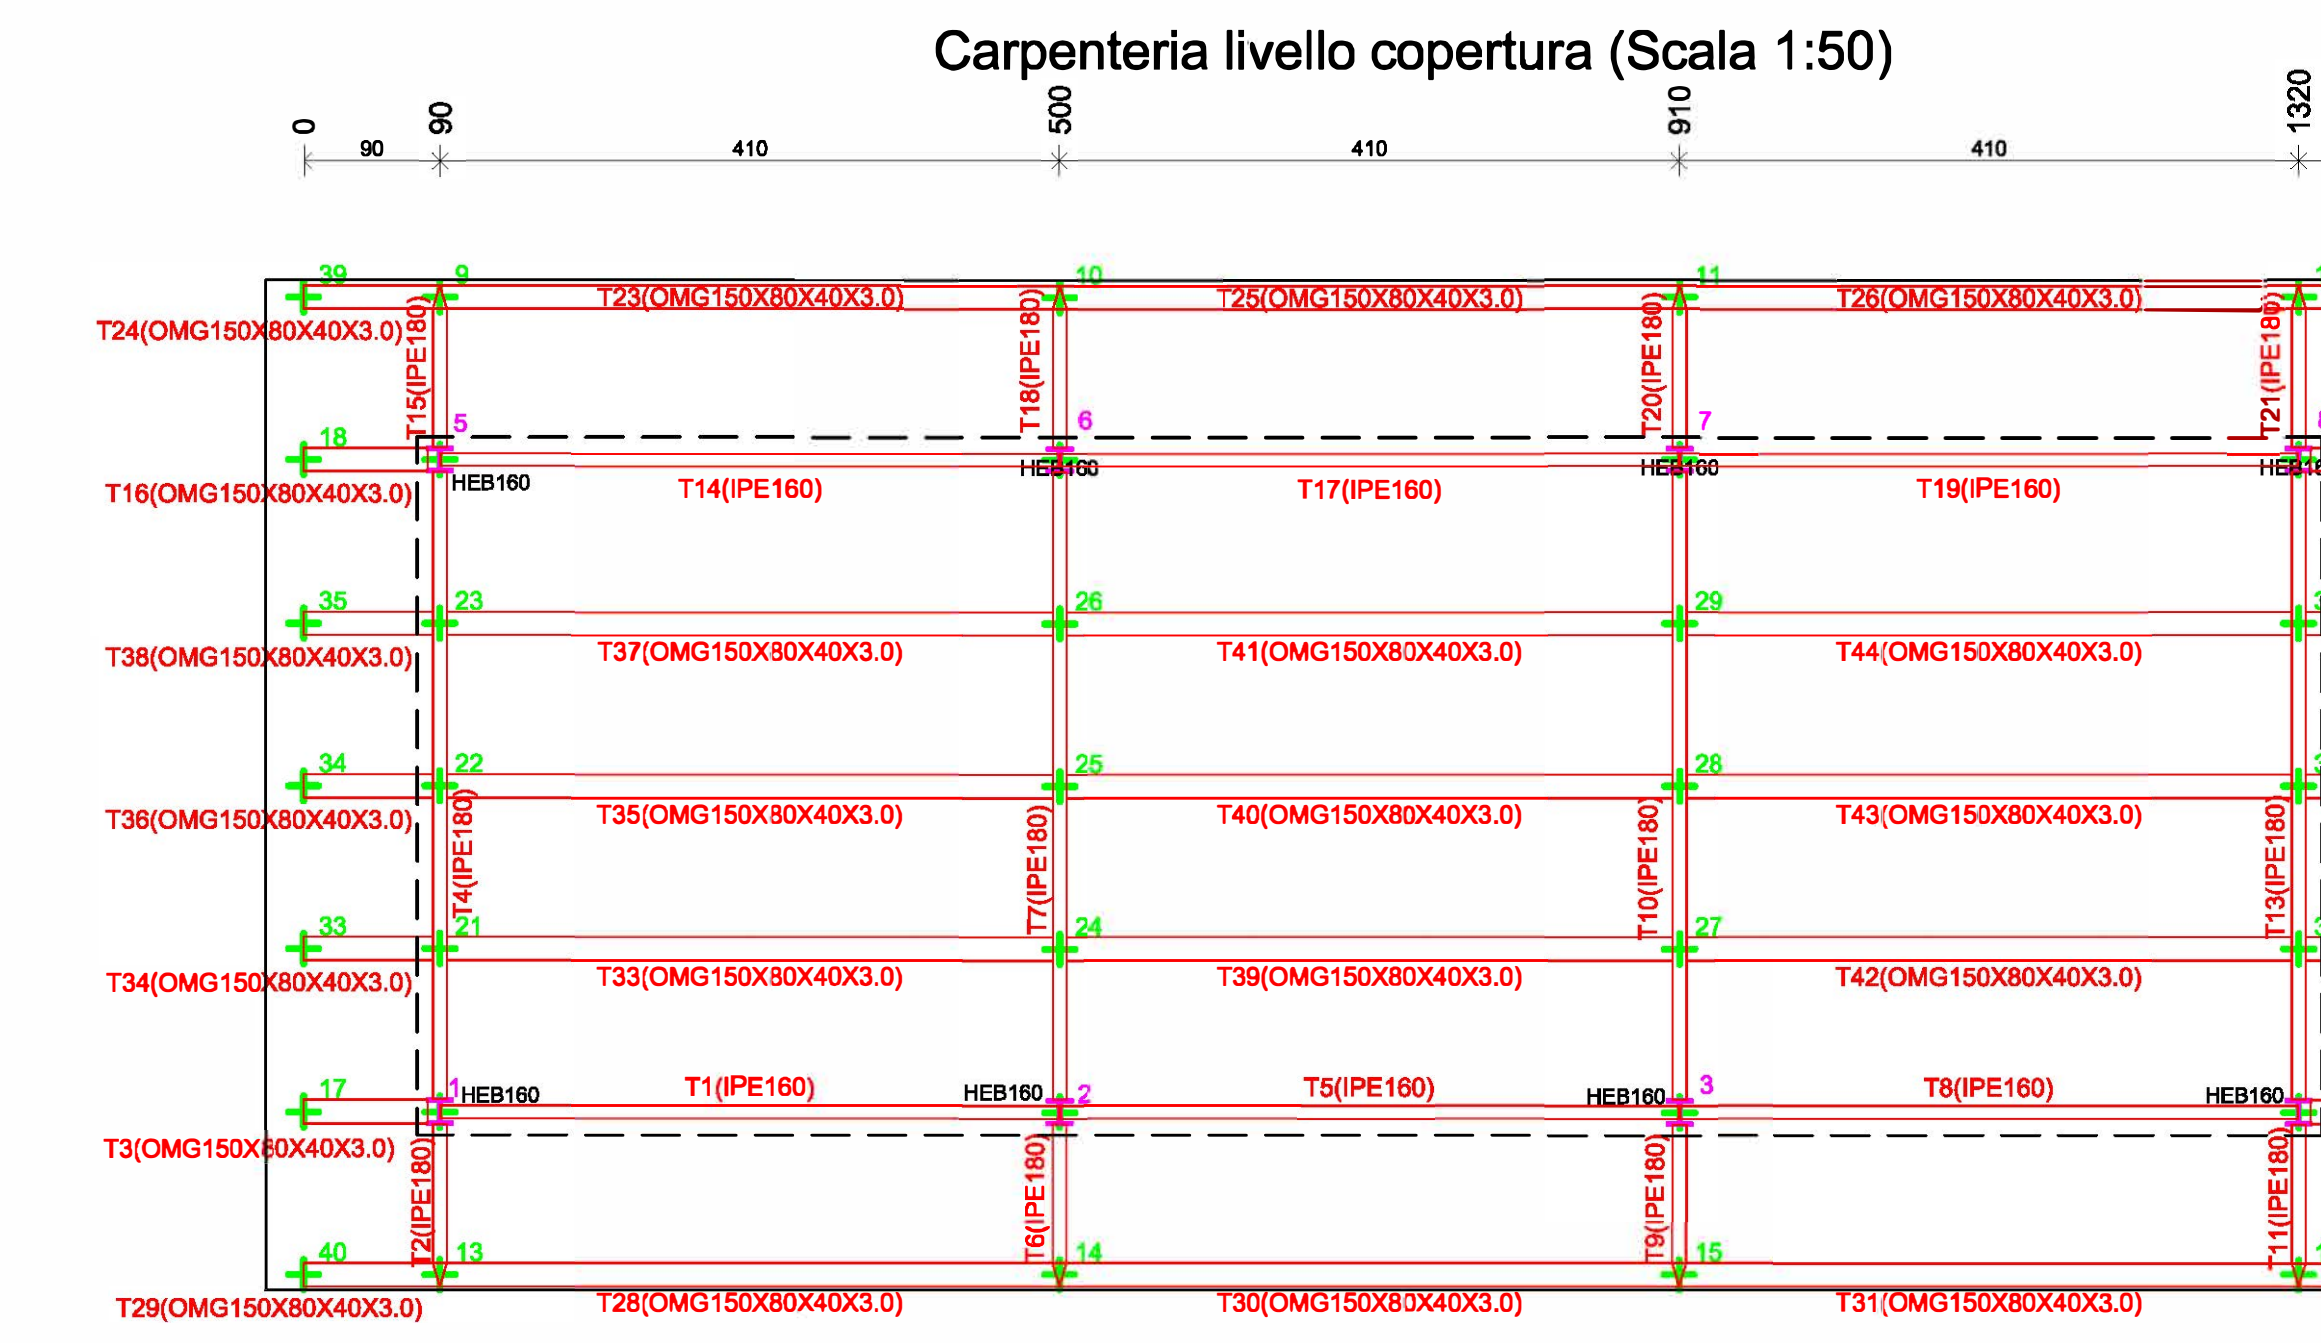 Carpenteria livello copertura (Scala 1:50)
0 90 500 910 1320
90 410 410 410
39 9 10 11
T23(OMG150X80X40X3.0) T25(OMG150X80X40X3.0) T26(OMG150X80X40X3.0)
T24(OMG150X80X40X3.0)
T15(IPE180) T18(IPE180) T20(IPE180) T21(IPE180)
5 6 7
18
HEB160 HEB160
T16(OMG150X80X40X3.0) HEB160 T14(IPE160) T17(IPE160) T19(IPE160)
35 23 26 29
T38(OMG150X80X40X3.0) T37(OMG150X80X40X3.0) T41(OMG150X80X40X3.0) T44(OMG150X80X40X3.0)
34 22 25 28
T36(OMG150X80X40X3.0) T35(OMG150X80X40X3.0) T40(OMG150X80X40X3.0) T43(OMG150X80X40X3.0)
T4(IPE180) T7(IPE180) T10(IPE180) T13(IPE180)
33 21 24 27
T34(OMG150X80X40X3.0) T33(OMG150X80X40X3.0) T39(OMG150X80X40X3.0) T42(OMG150X80X40X3.0)
17 1 HEB160 T1(IPE160) HEB160 2 T5(IPE160) HEB160 3 T8(IPE160) HEB160
T3(OMG150X80X40X3.0)
T2(IPE180) T6(IPE180) T9(IPE180) T11(IPE180)
40 13 14 15
T29(OMG150X80X40X3.0) T28(OMG150X80X40X3.0) T30(OMG150X80X40X3.0) T31(OMG150X80X40X3.0)